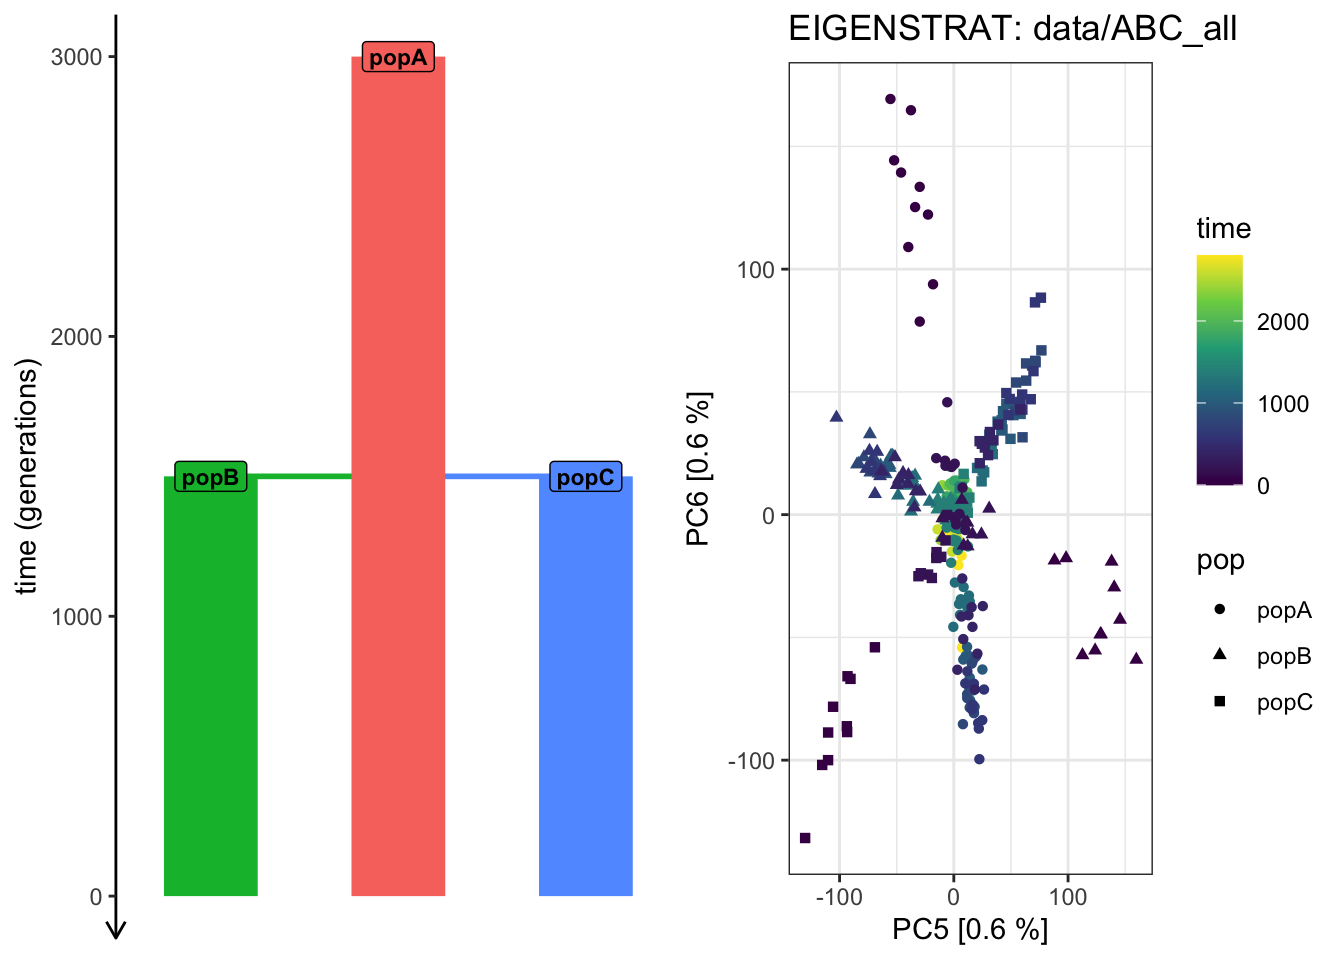 time (generations)
3000
2000
1000
0
popA
popB
popC
EIGENSTRAT: data/ABC_all
PC6 [0.6 %]
100
0
-100
-100
0
100
PC5 [0.6 %]
time
2000
1000
0
pop
popA
popB
popC